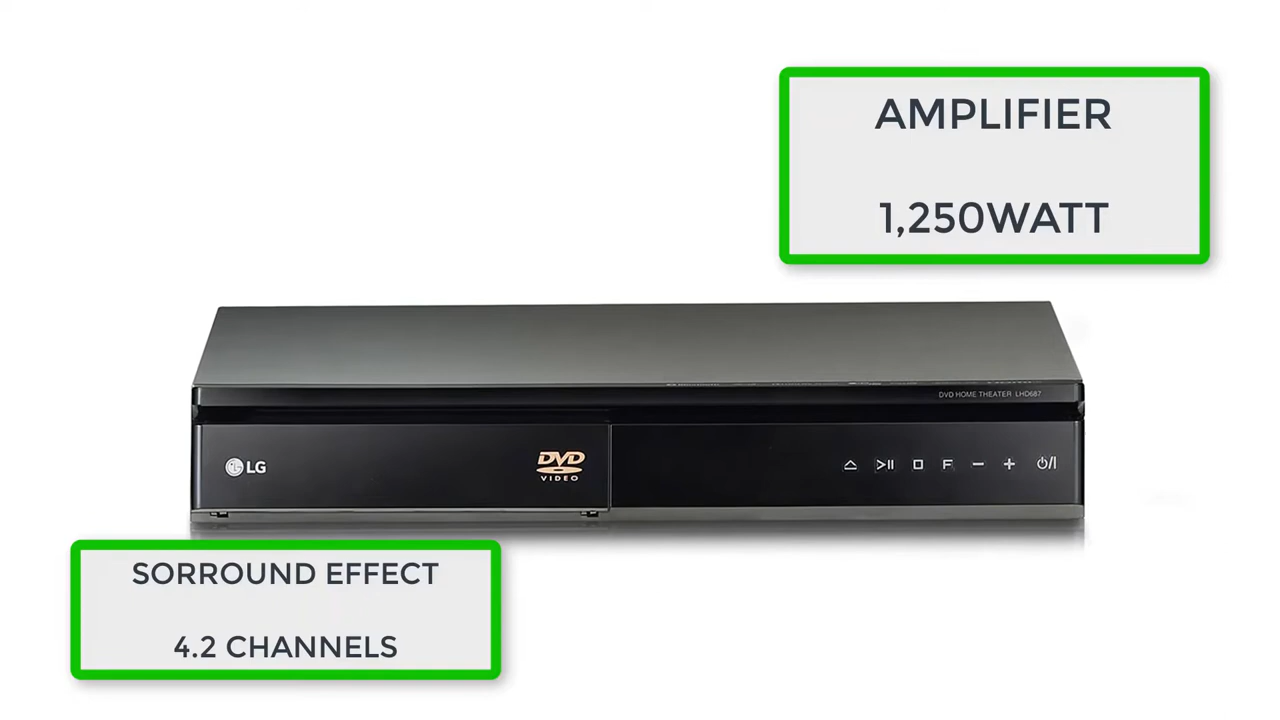 AMPLIFIER
1,250WATT
DVD HOME THEATER LHD687
LG
DVD
VIDEO
F
SORROUND EFFECT
4.2 CHANNELS